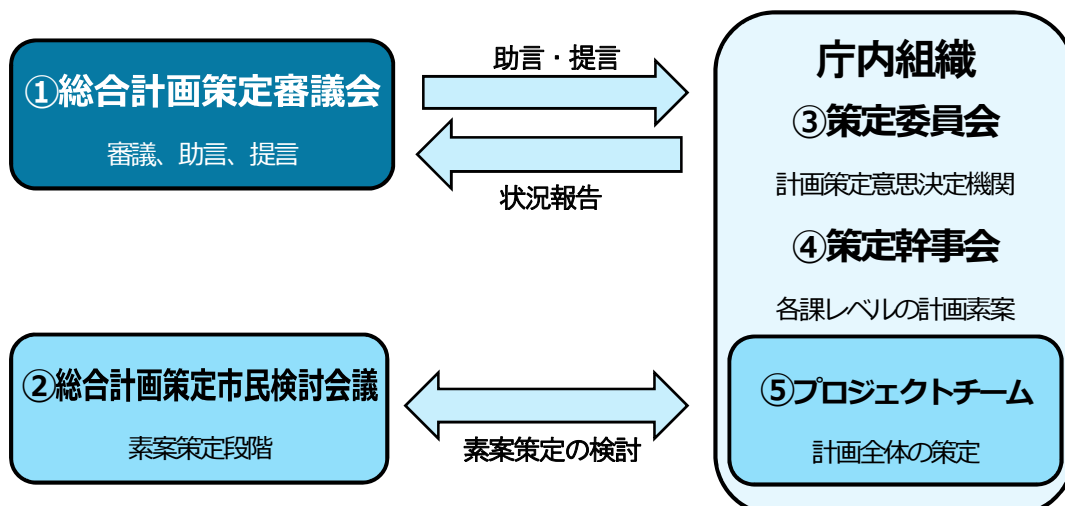 ①総合計画策定審議会
審議、助言、提言
助言・提言
状況報告
庁内組織
③策定委員会
計画策定意思決定機関
④策定幹事会
各課レベルの計画素案
②総合計画策定市民検討会議
素案策定段階
素案策定の検討
⑤プロジェクトチーム
計画全体の策定